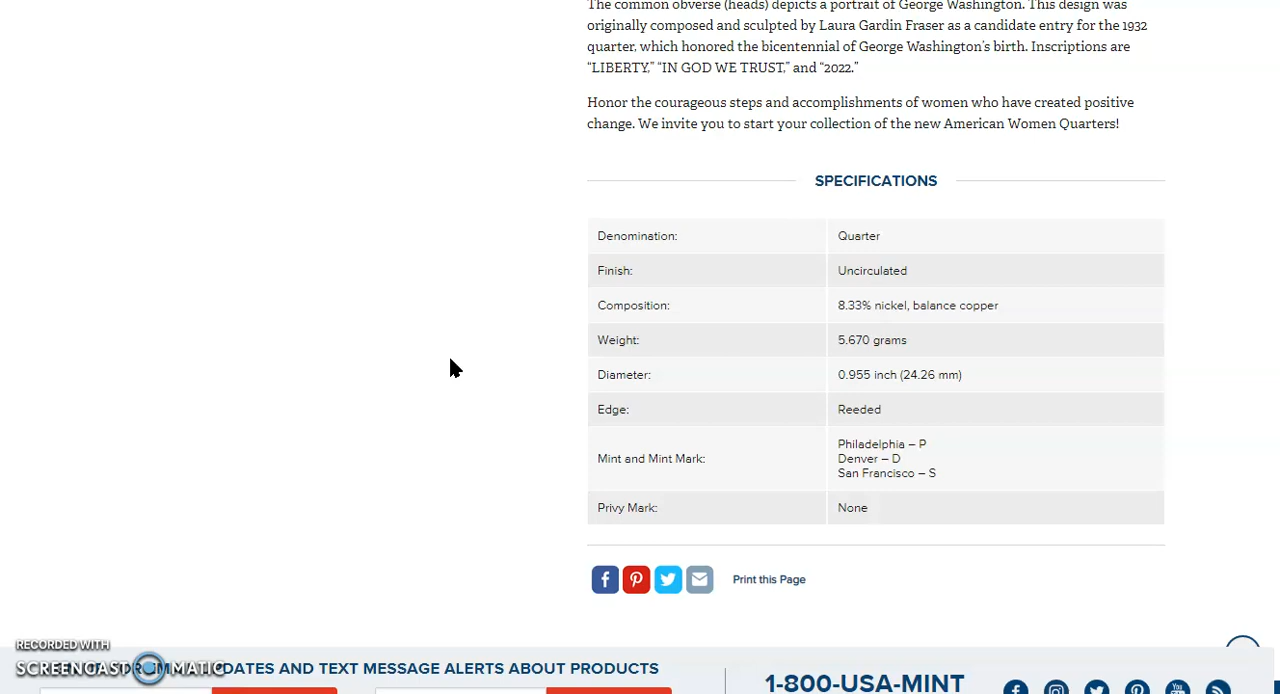 The common obverse (heads) depicts a portrait of George Washington. This design was
originally composed and sculpted by Laura Gardin Fraser as a candidate entry for the 1932
quarter, which honored the bicentennial of George Washington's birth. Inscriptions are
“LIBERTY,” “IN GOD WE TRUST,” and “2022.”
Honor the courageous steps and accomplishments of women who have created positive
change. We invite you to start your collection of the new American Women Quarters!
SPECIFICATIONS
Denomination: Quarter
Finish: Uncirculated
Composition: 8.33% nickel, balance copper
Weight: 5.670 grams
Diameter: 0.955 inch (24.26 mm)
Edge: Reeded
Mint and Mint Mark: Philadelphia – P
Denver – D
San Francisco – S
Privy Mark: None
Print this Page
RECORDED WITH
SCREENCAST-O-MATIC
AND TEXT MESSAGE ALERTS ABOUT PRODUCTS
1-800-USA-MINT